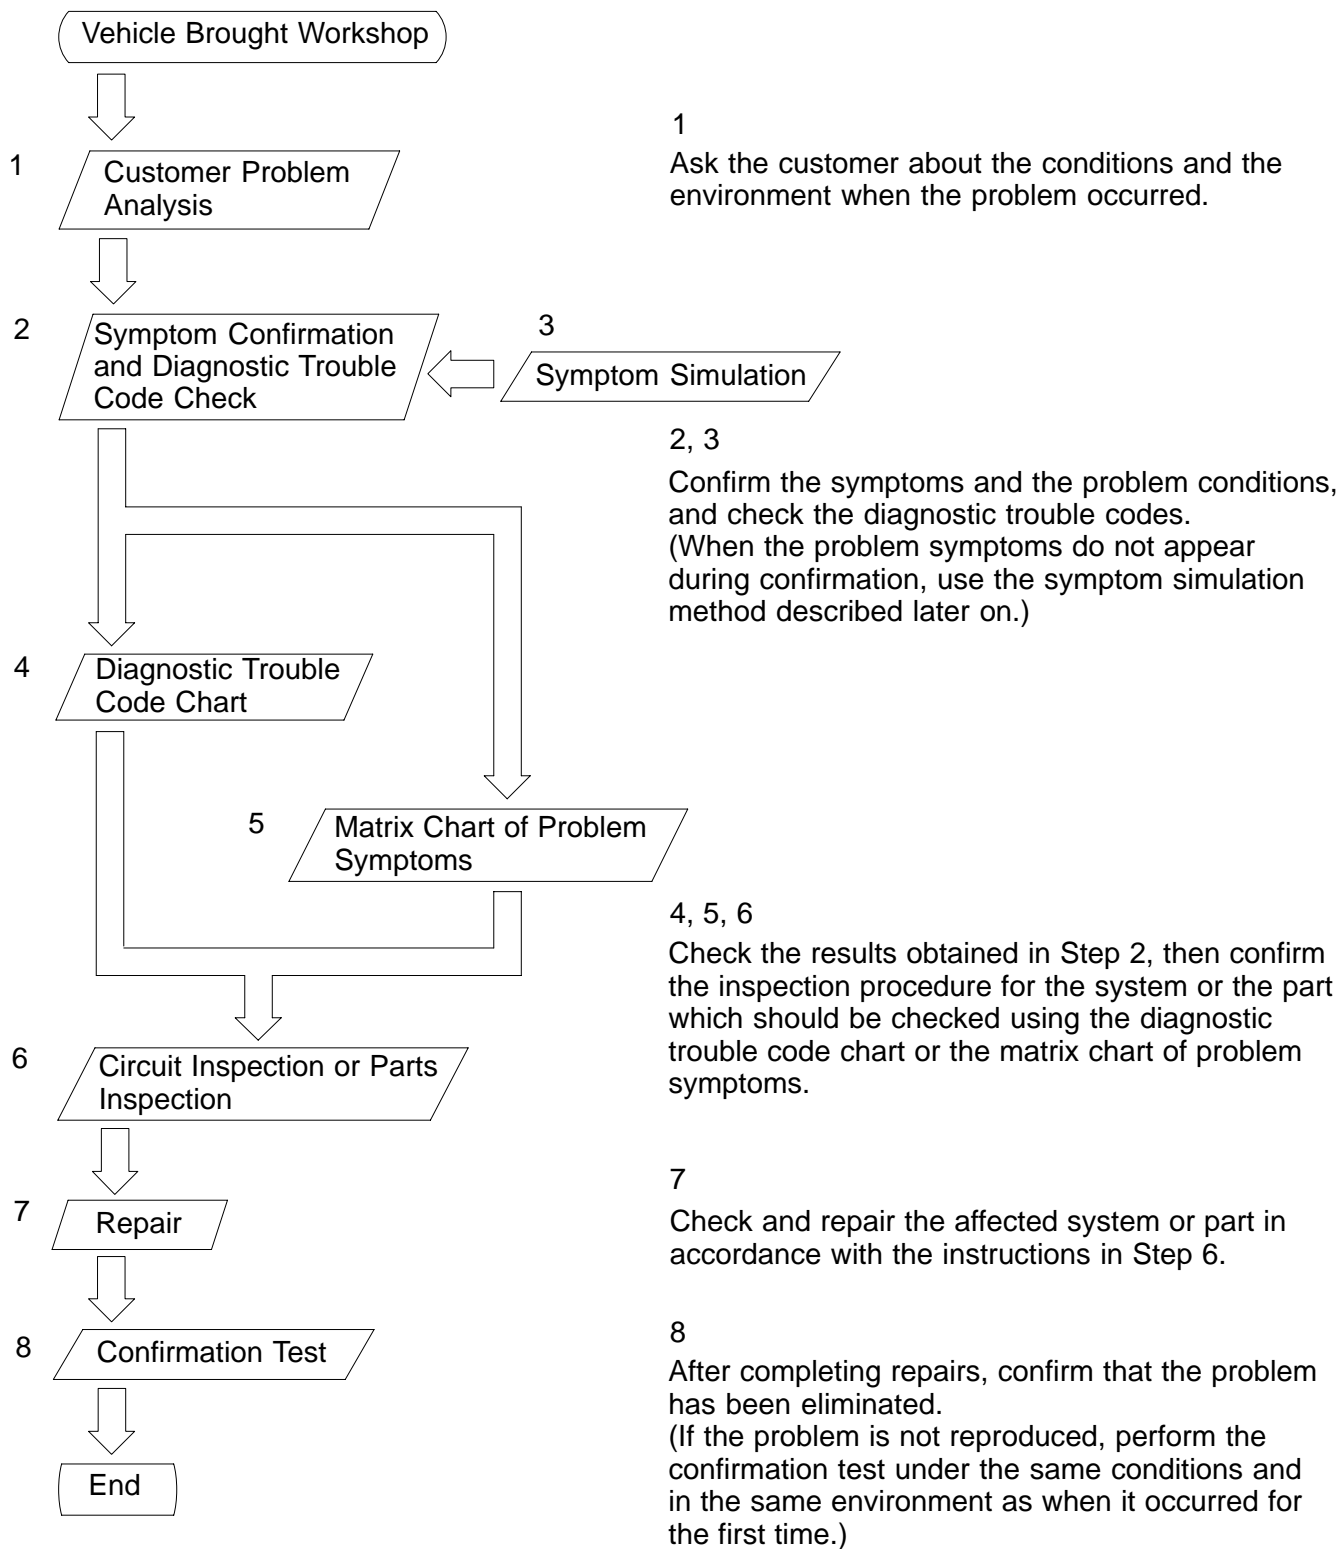 Vehicle Brought Workshop
1
Customer Problem
Analysis
1
Ask the customer about the conditions and the
environment when the problem occurred.
2
Symptom Confirmation
and Diagnostic Trouble
Code Check
3
Symptom Simulation
2, 3
Confirm the symptoms and the problem conditions,
and check the diagnostic trouble codes.
(When the problem symptoms do not appear
during confirmation, use the symptom simulation
method described later on.)
4
Diagnostic Trouble
Code Chart
5
Matrix Chart of Problem
Symptoms
4, 5, 6
Check the results obtained in Step 2, then confirm
the inspection procedure for the system or the part
which should be checked using the diagnostic
trouble code chart or the matrix chart of problem
symptoms.
6
Circuit Inspection or Parts
Inspection
7
Repair
7
Check and repair the affected system or part in
accordance with the instructions in Step 6.
8
Confirmation Test
8
After completing repairs, confirm that the problem
has been eliminated.
(If the problem is not reproduced, perform the
confirmation test under the same conditions and
in the same environment as when it occurred for
the first time.)
End